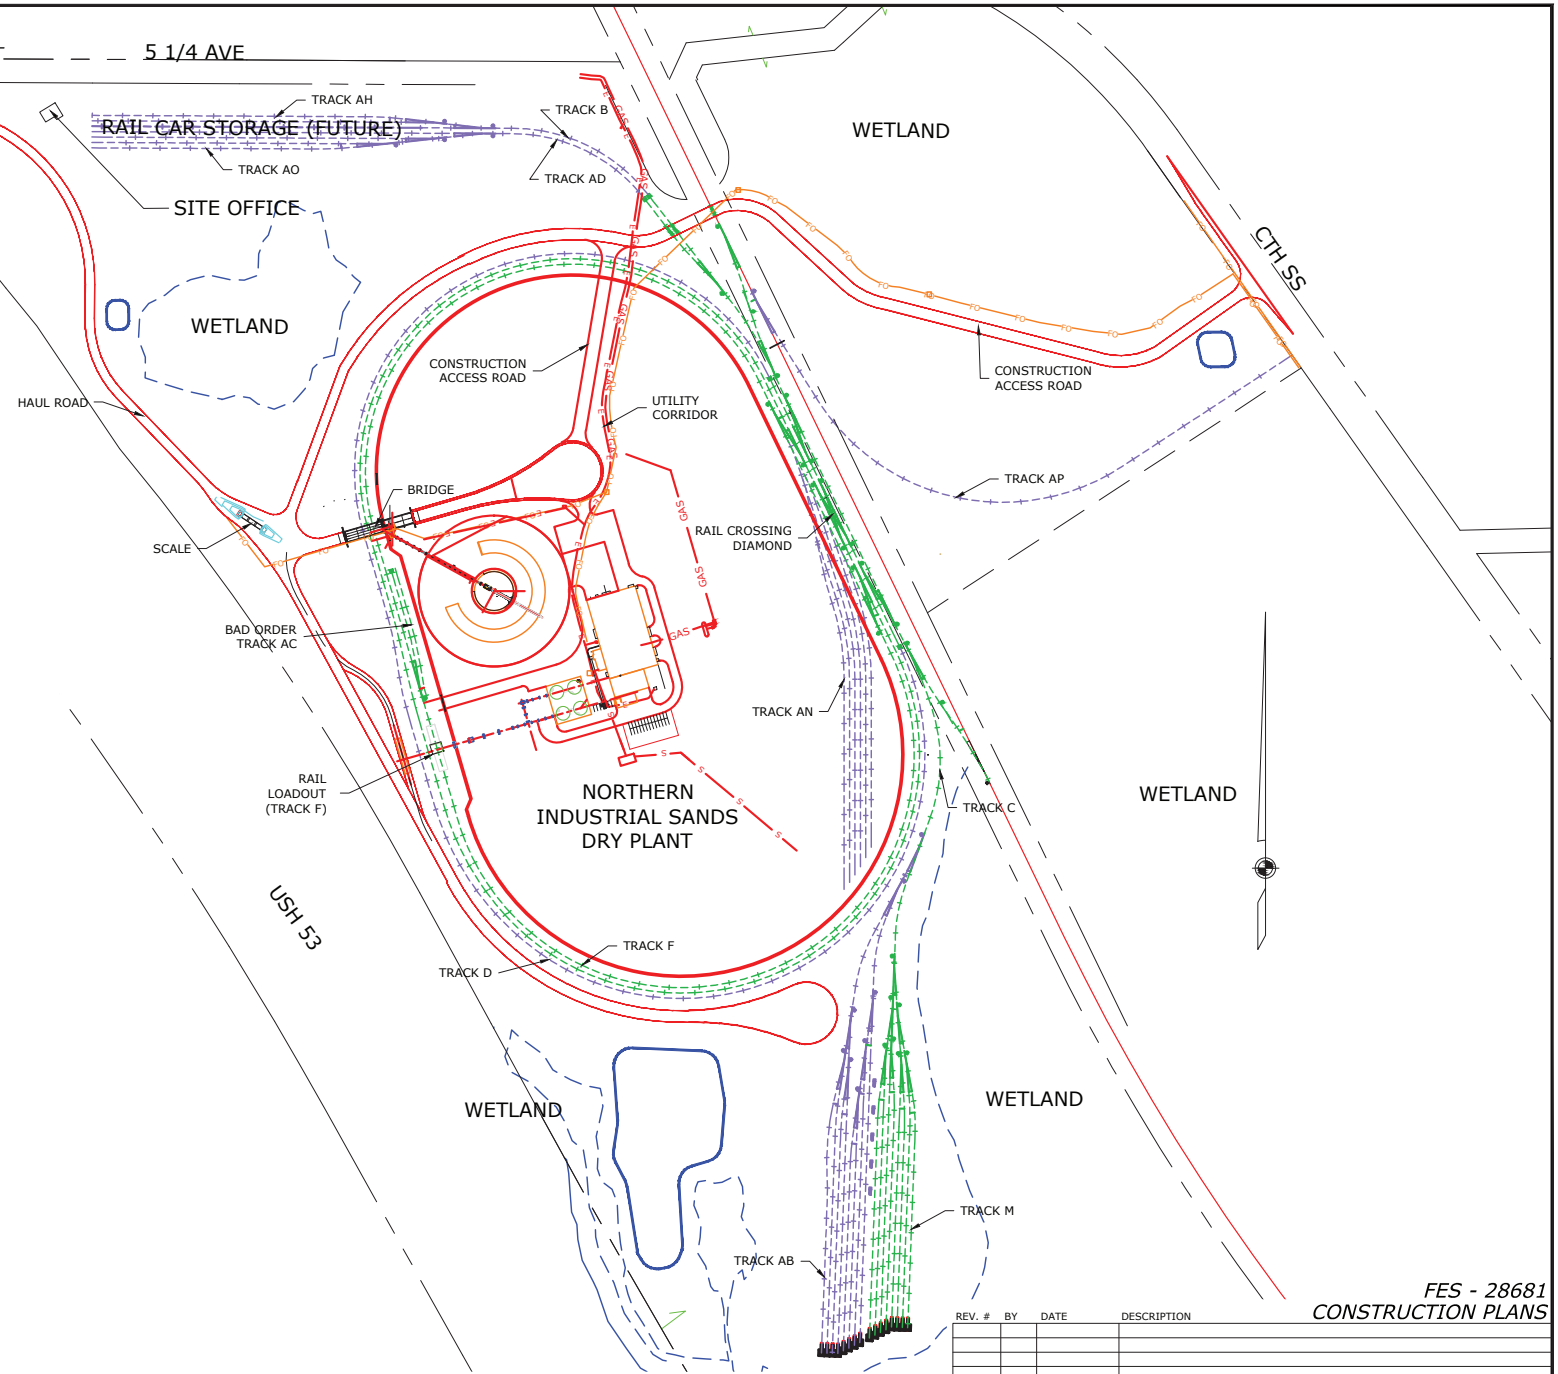 5 1/4 AVE
TRACK AH
RAIL CAR STORAGE (FUTURE)
TRACK AO
TRACK B
TRACK AD
SITE OFFICE
WETLAND
CTH SS
WETLAND
HAUL ROAD
CONSTRUCTION
ACCESS ROAD
UTILITY
CORRIDOR
CONSTRUCTION
ACCESS ROAD
TRACK AP
BRIDGE
SCALE
RAIL CROSSING
DIAMOND
BAD ORDER
TRACK AC
GAS
GAS
GAS
TRACK AN
RAIL
LOADOUT
(TRACK F)
NORTHERN
INDUSTRIAL SANDS
DRY PLANT
TRACK C
WETLAND
USH 53
TRACK F
TRACK D
WETLAND
WETLAND
TRACK M
TRACK AB
FES - 28681
CONSTRUCTION PLANS
REV. # BY DATE DESCRIPTION